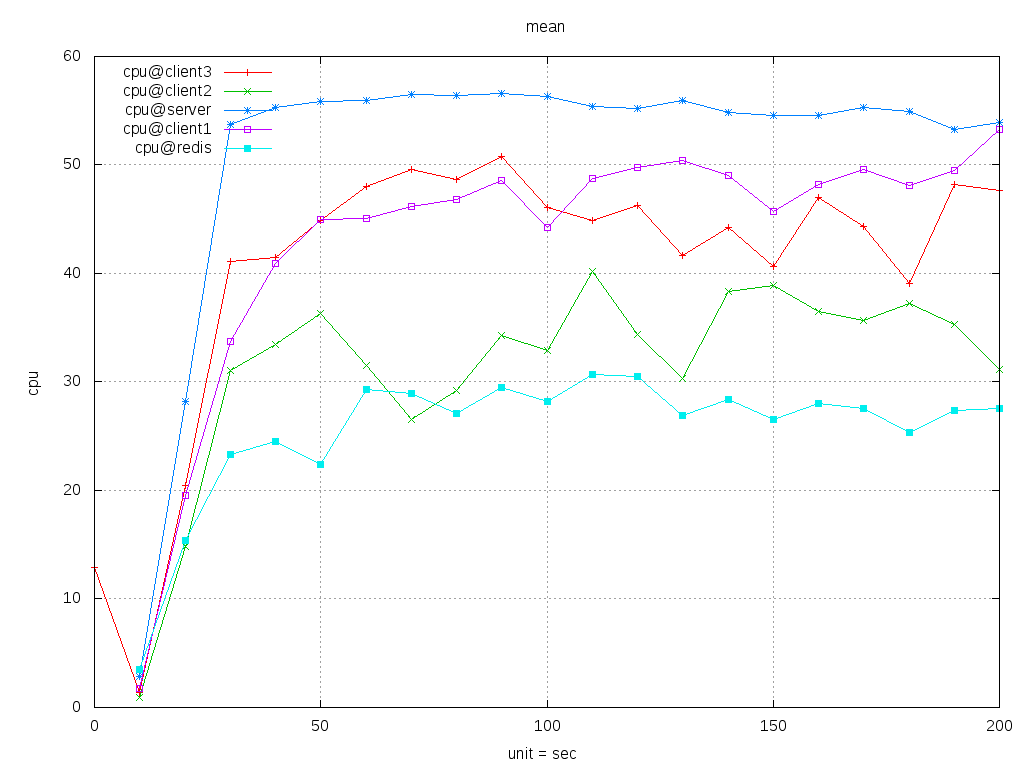 mean
60
50
40
30
20
10
0
cpu
cpu@client3
cpu@client2
cpu@server
cpu@client1
cpu@redis
0 50 100 150 200
unit = sec